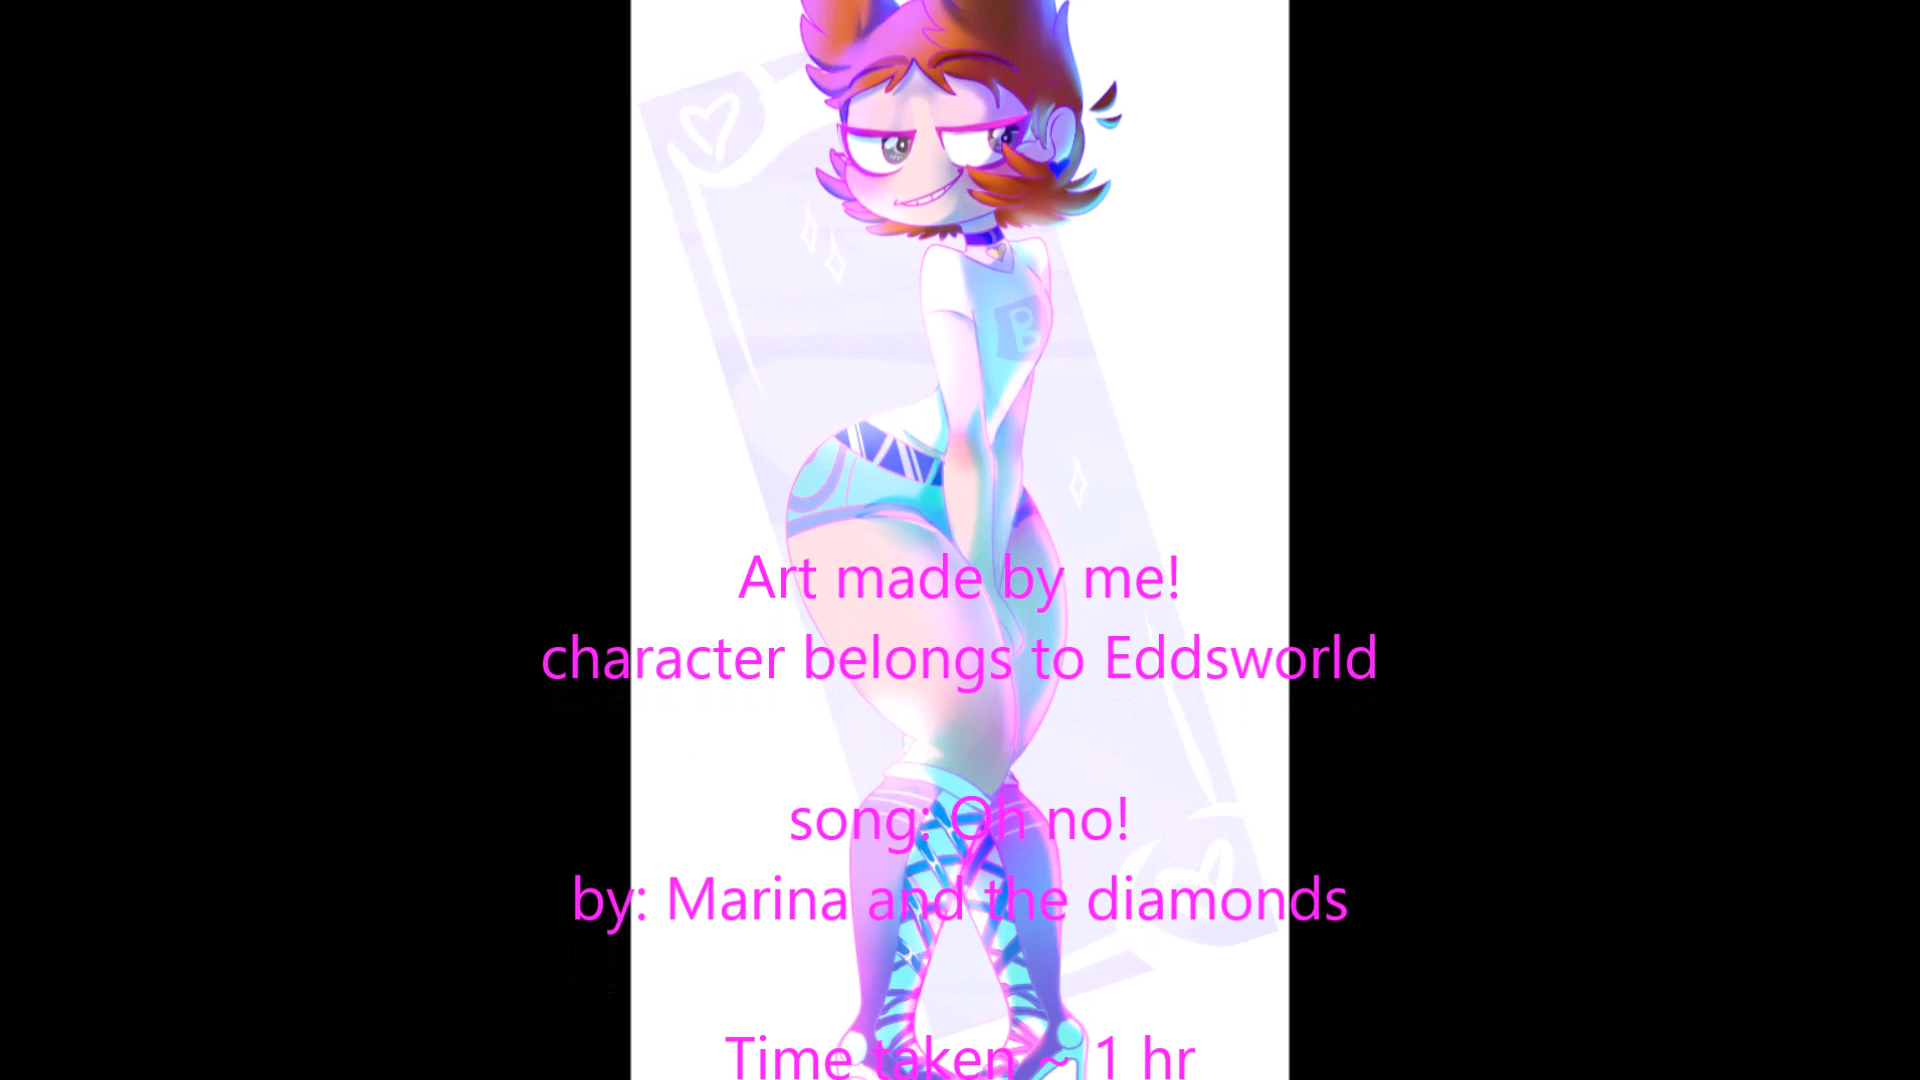 B
Art made by me!
character belongs to Eddsworld
song: Oh no!
by: Marina and the diamonds
Time taken ~ 1 hr